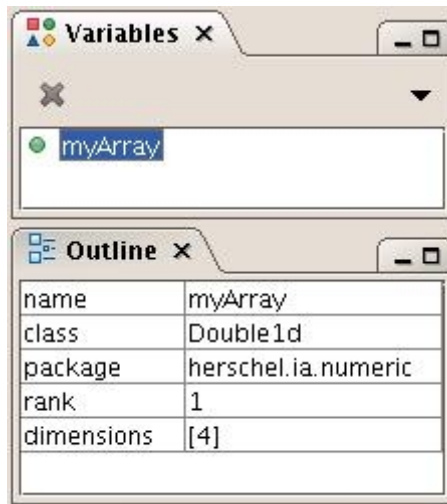 Variables
myArray
Outline
name myArray
class Double1d
package herschel.ia.numeric
rank 1
dimensions [4]